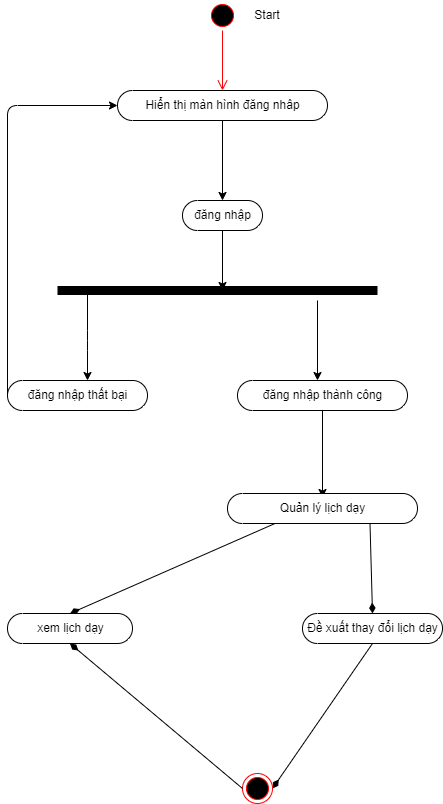 Start
Hiển thị màn hình đăng nhâp
đăng nhập
đăng nhập thất bại
đăng nhập thành công
Quản lý lịch dạy
xem lịch dạy
Đề xuất thay đổi lịch dạy